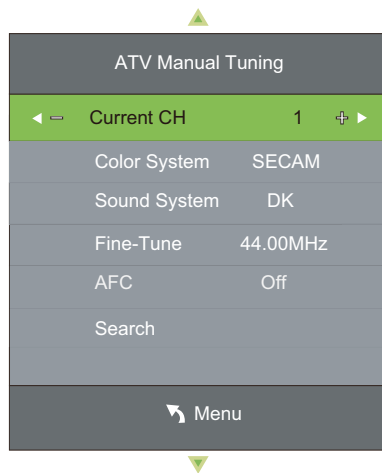 ATV Manual Tuning
Current CH 1
Color System SECAM
Sound System DK
Fine-Tune 44.00MHz
AFC Off
Search
Menu